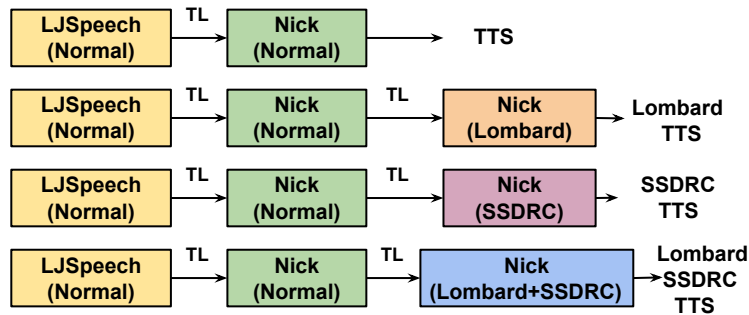 TL
LJSpeech
(Normal)
Nick
(Normal)
TTS
TL
TL
LJSpeech
(Normal)
Nick
(Normal)
Nick
(Lombard)
Lombard
TTS
TL
TL
LJSpeech
(Normal)
Nick
(Normal)
Nick
(SSDRC)
SSDRC
TTS
TL
TL
LJSpeech
(Normal)
Nick
(Normal)
Nick
(Lombard+SSDRC)
Lombard
SSDRC
TTS